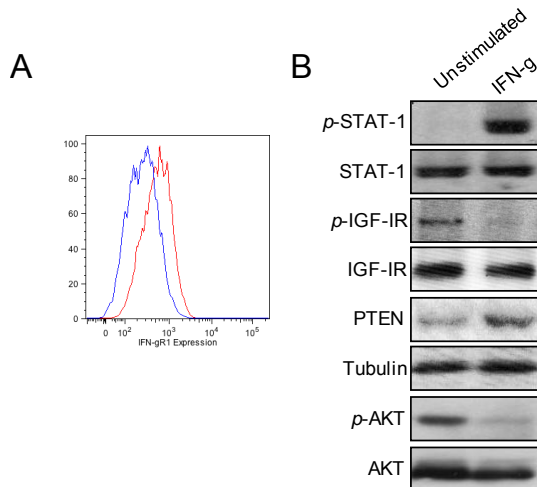 A
100
80
60
40
20
0
0 10² 10³ 10⁴ 10⁵
IFN-gR1 Expression
B
Unstimulated
IFN-g
p-STAT-1
STAT-1
p-IGF-IR
IGF-IR
PTEN
Tubulin
p-AKT
AKT